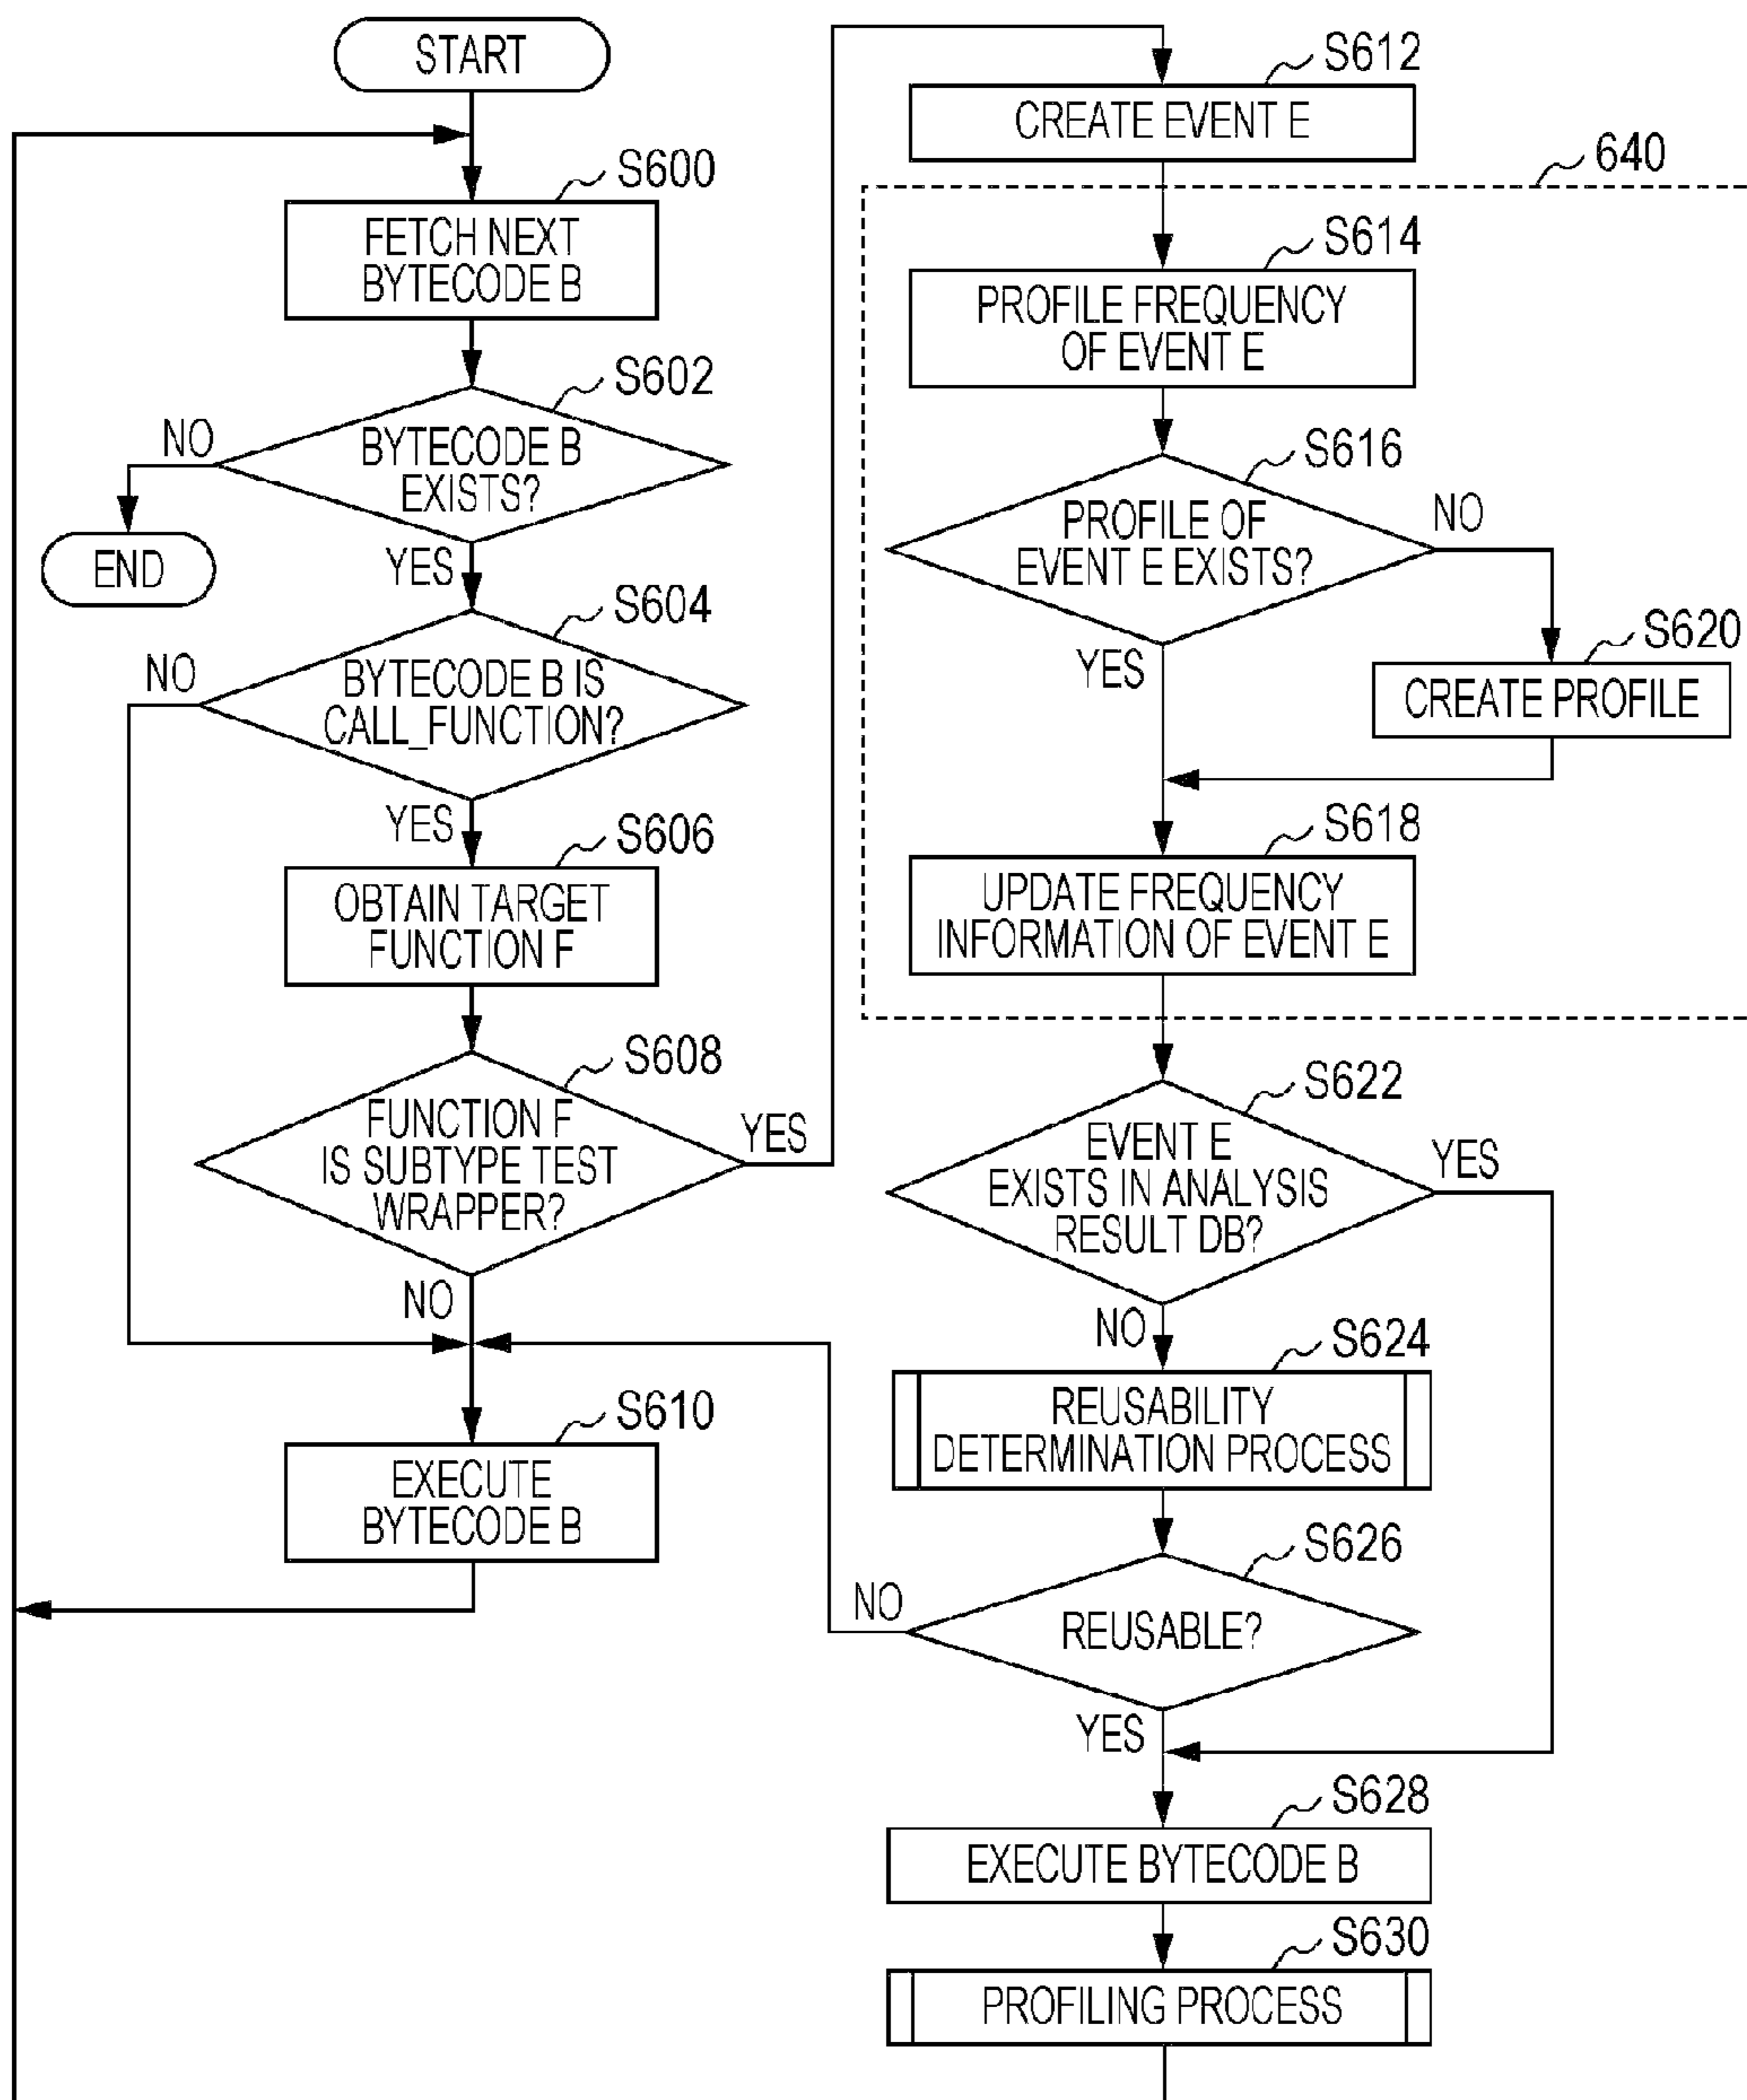 START
S600
FETCH NEXT
BYTECODE B
S602
BYTECODE B
EXISTS?
NO
END
YES
S604
BYTECODE B IS
CALL_FUNCTION?
NO
YES
S606
OBTAIN TARGET
FUNCTION F
S608
FUNCTION F
IS SUBTYPE TEST
WRAPPER?
YES
NO
S610
EXECUTE
BYTECODE B
S612
CREATE EVENT E
640
S614
PROFILE FREQUENCY
OF EVENT E
S616
PROFILE OF
EVENT E EXISTS?
NO
YES
S620
CREATE PROFILE
S618
UPDATE FREQUENCY
INFORMATION OF EVENT E
S622
EVENT E
EXISTS IN ANALYSIS
RESULT DB?
YES
NO
S624
REUSABILITY
DETERMINATION PROCESS
S626
REUSABLE?
NO
YES
S628
EXECUTE BYTECODE B
S630
PROFILING PROCESS